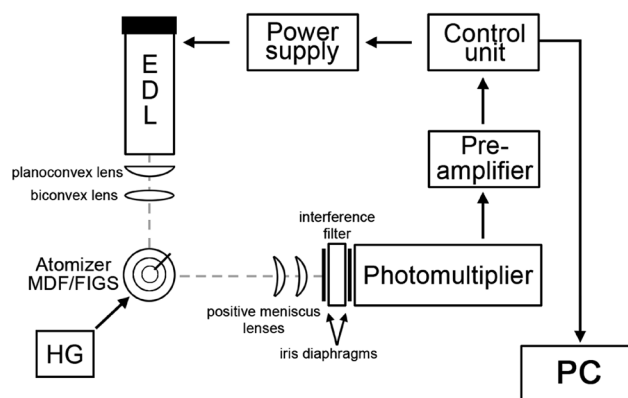 E
D
L
Power
supply
Control
unit
planoconvex lens
biconvex lens
Pre-
amplifier
interference
filter
Atomizer
MDF/FIGS
Photomultiplier
positive meniscus
lenses
iris diaphragms
HG
PC